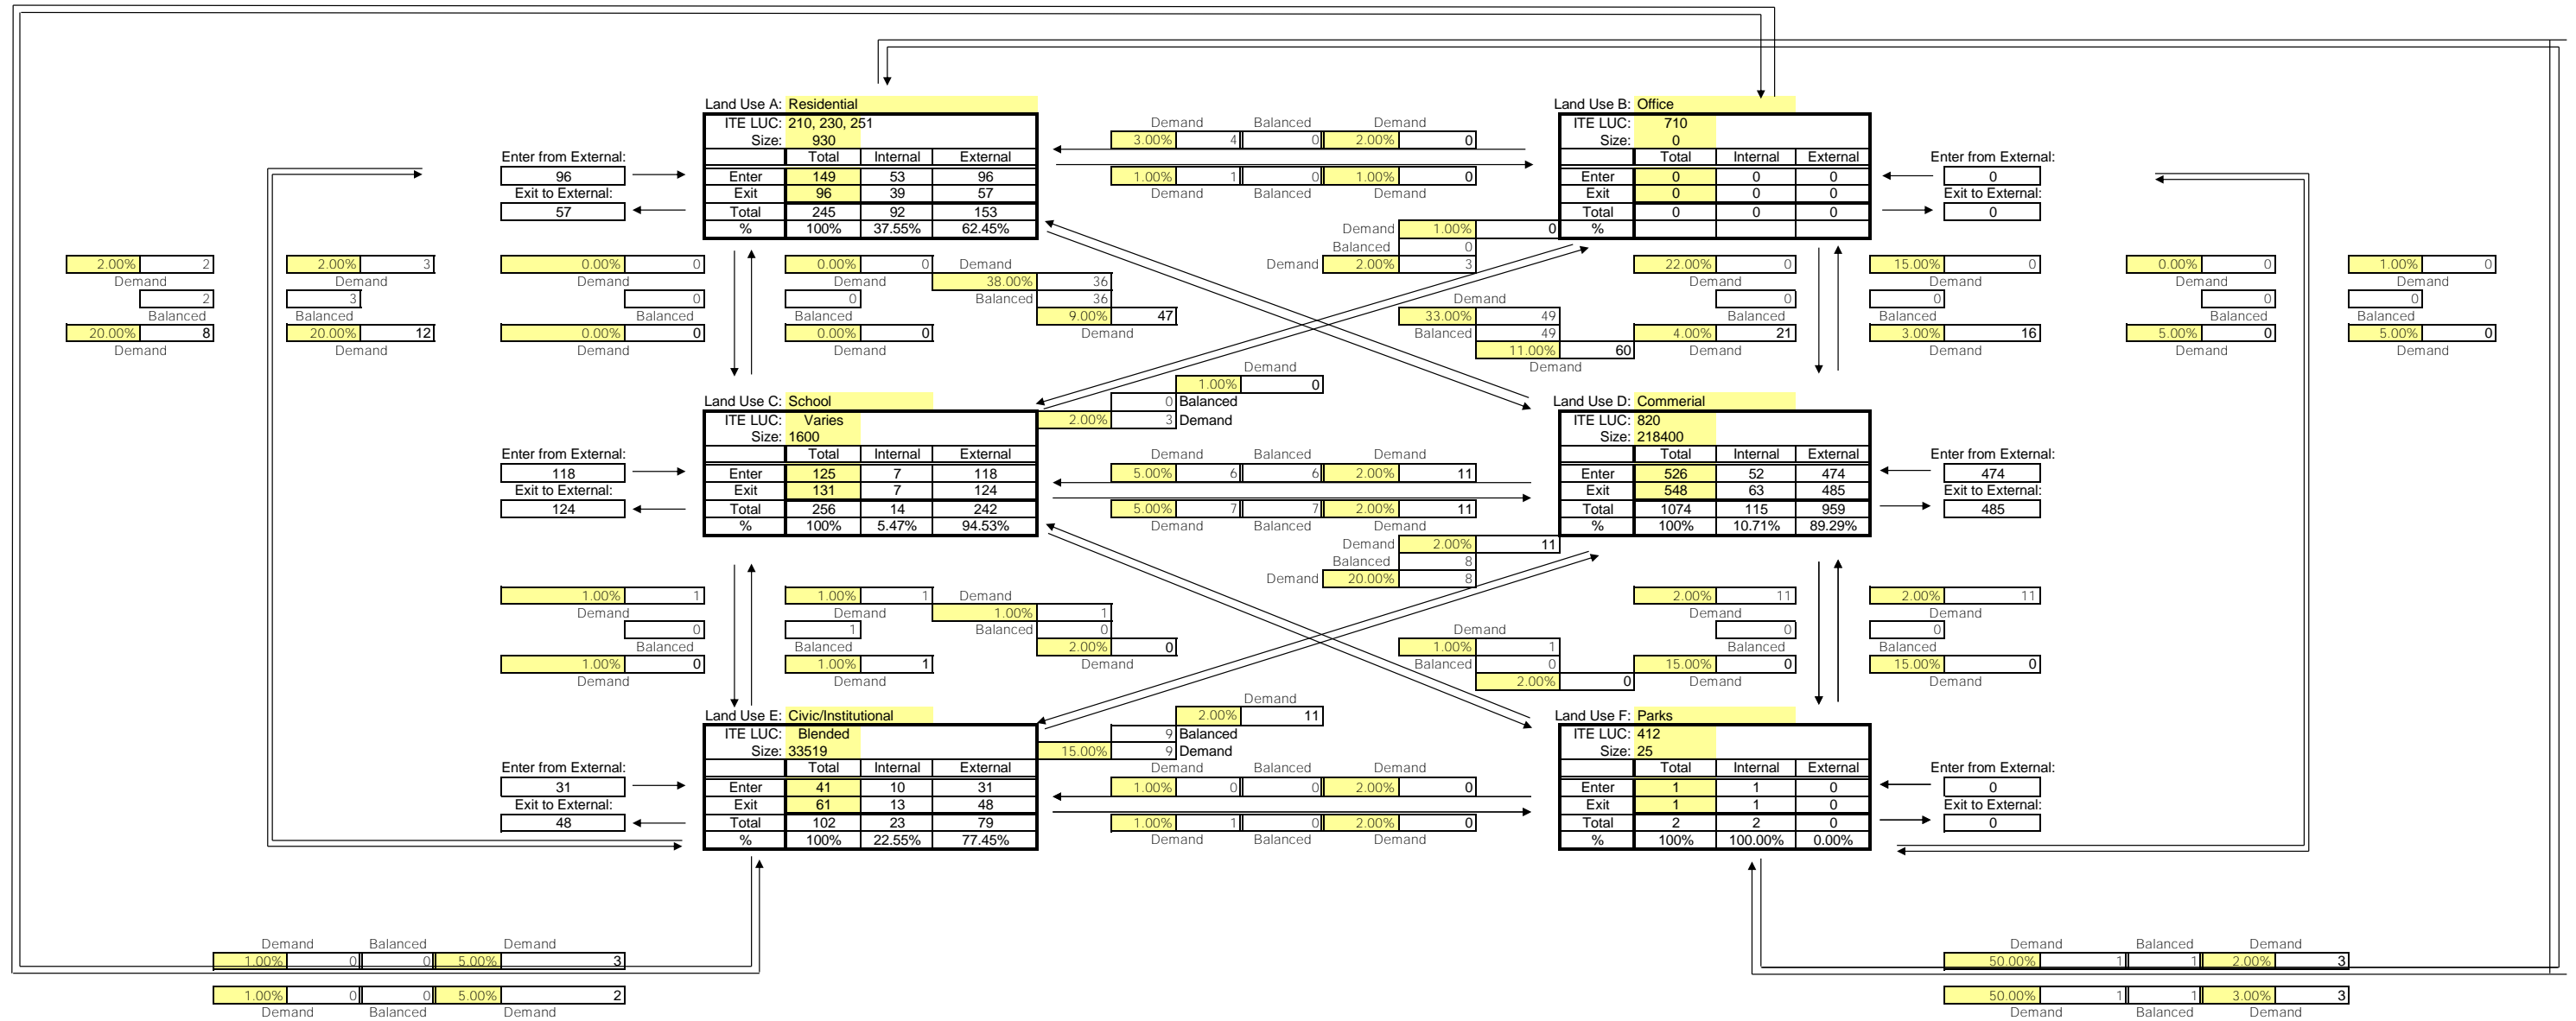 Land Use A: Residential
ITE LUC: 210, 230, 251
Size: 930
Total Internal External
Enter 149 53 96
Exit 96 39 57
Total 245 92 153
% 100% 37.55% 62.45%
Enter from External:
96
Exit to External:
57
Demand Balanced Demand
3.00% 4 0 2.00% 0
1.00% 1 0 1.00% 0
Demand Balanced Demand
Land Use B: Office
ITE LUC: 710
Size: 0
Total Internal External
Enter 0 0 0
Exit 0 0 0
Total 0 0 0
%
Enter from External:
0
Exit to External:
0
Demand 1.00% 0
Balanced 0
Demand 2.00% 3
2.00% 2
Demand
2
Balanced
20.00% 8
Demand
2.00% 3
Demand
3
Balanced
20.00% 12
Demand
0.00% 0
Demand
0
Balanced
0.00% 0
Demand
0.00% 0
Demand
0
Balanced
0.00% 0
Demand
Demand
38.00% 36
Balanced 36
9.00% 47
Demand
Demand
33.00% 49
Balanced 49
11.00% 60
Demand
22.00% 0
Demand
0
Balanced
4.00% 21
Demand
15.00% 0
Demand
0
Balanced
3.00% 16
Demand
0.00% 0
Demand
0
Balanced
5.00% 0
Demand
1.00% 0
Demand
0
Balanced
5.00% 0
Demand
Demand
1.00% 0
0 Balanced
2.00% 3 Demand
Land Use C: School
ITE LUC: Varies
Size: 1600
Total Internal External
Enter 125 7 118
Exit 131 7 124
Total 256 14 242
% 100% 5.47% 94.53%
Enter from External:
118
Exit to External:
124
Demand Balanced Demand
5.00% 6 6 2.00% 11
5.00% 7 7 2.00% 11
Demand Balanced Demand
Land Use D: Commerial
ITE LUC: 820
Size: 218400
Total Internal External
Enter 526 52 474
Exit 548 63 485
Total 1074 115 959
% 100% 10.71% 89.29%
Enter from External:
474
Exit to External:
485
Demand 2.00% 11
Balanced 8
Demand 20.00% 8
1.00% 1
Demand
0
Balanced
1.00% 0
Demand
1.00% 1
Demand
1
Balanced
1.00% 1
Demand
Demand
1.00% 1
Balanced 0
2.00% 0
Demand
Demand
1.00% 1
Balanced 0
2.00% 0
2.00% 11
Demand
0
Balanced
15.00% 0
Demand
2.00% 11
Demand
0
Balanced
15.00% 0
Demand
Demand
2.00% 11
9 Balanced
15.00% 9 Demand
Land Use E: Civic/Institutional
ITE LUC: Blended
Size: 33519
Total Internal External
Enter 41 10 31
Exit 61 13 48
Total 102 23 79
% 100% 22.55% 77.45%
Enter from External:
31
Exit to External:
48
Demand Balanced Demand
1.00% 0 0 2.00% 0
1.00% 1 0 2.00% 0
Demand Balanced Demand
Land Use F: Parks
ITE LUC: 412
Size: 25
Total Internal External
Enter 1 1 0
Exit 1 1 0
Total 2 2 0
% 100% 100.00% 0.00%
Enter from External:
0
Exit to External:
0
Demand Balanced Demand
1.00% 0 0 5.00% 3
1.00% 0 0 5.00% 2
Demand Balanced Demand
Demand Balanced Demand
50.00% 1 1 2.00% 3
50.00% 1 1 3.00% 3
Demand Balanced Demand